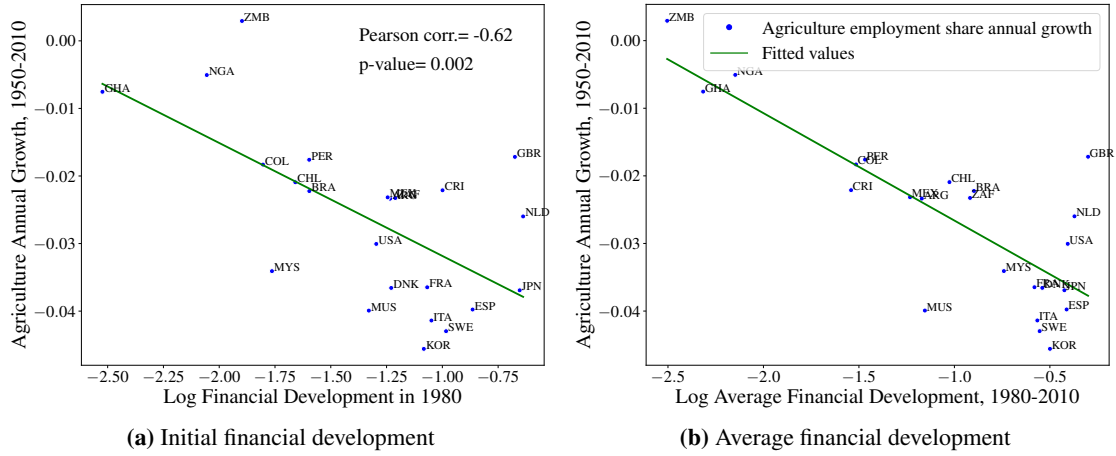 Agriculture Annual Growth, 1950-2010
0.00
−0.01
−0.02
−0.03
−0.04
ZMB
Pearson corr.= -0.62
p-value= 0.002
NGA
GHA
COL
PER
CHL
BRA
CRI
GBR
NLD
USA
MYS
DNK
FRA
JPN
MUS
ESP
ITA
SWE
KOR
−2.50
−2.25
−2.00
−1.75
−1.50
−1.25
−1.00
−0.75
Log Financial Development in 1980
(a) Initial financial development
Agriculture Annual Growth, 1950-2010
0.00
−0.01
−0.02
−0.03
−0.04
ZMB
Agriculture employment share annual growth
Fitted values
NGA
GHA
PER
COL
GBR
CRI
CHL
MEX
ARG
BRA
ZAF
NLD
USA
MYS
FRA
DNK
JPN
MUS
ESP
ITA
SWE
KOR
−2.5
−2.0
−1.5
−1.0
−0.5
Log Average Financial Development, 1980-2010
(b) Average financial development